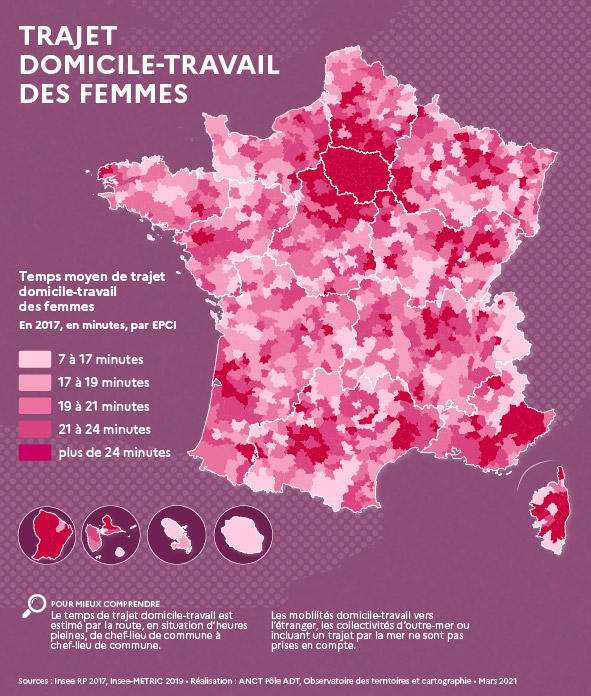 TRAJET
DOMICILE-TRAVAIL
DES FEMMES
Temps moyen de trajet
domicile-travail
des femmes
En 2017, en minutes, par EPCI
7 à 17 minutes
17 à 19 minutes
19 à 21 minutes
21 à 24 minutes
plus de 24 minutes
POUR MIEUX COMPRENDRE
Le temps de trajet domicile-travail est
estimé par la route, en situation d'heures
pleines, de chef-lieu de commune à
chef-lieu de commune.
Les mobilités domicile-travail vers
l'étranger, les collectivités d'outre-mer ou
incluant un trajet par la mer ne sont pas
prises en compte.
Sources : Insee RP 2017, Insee-METRIC 2019 • Réalisation : ANCT Pôle ADT, Observatoire des territoires et cartographie • Mars 2021